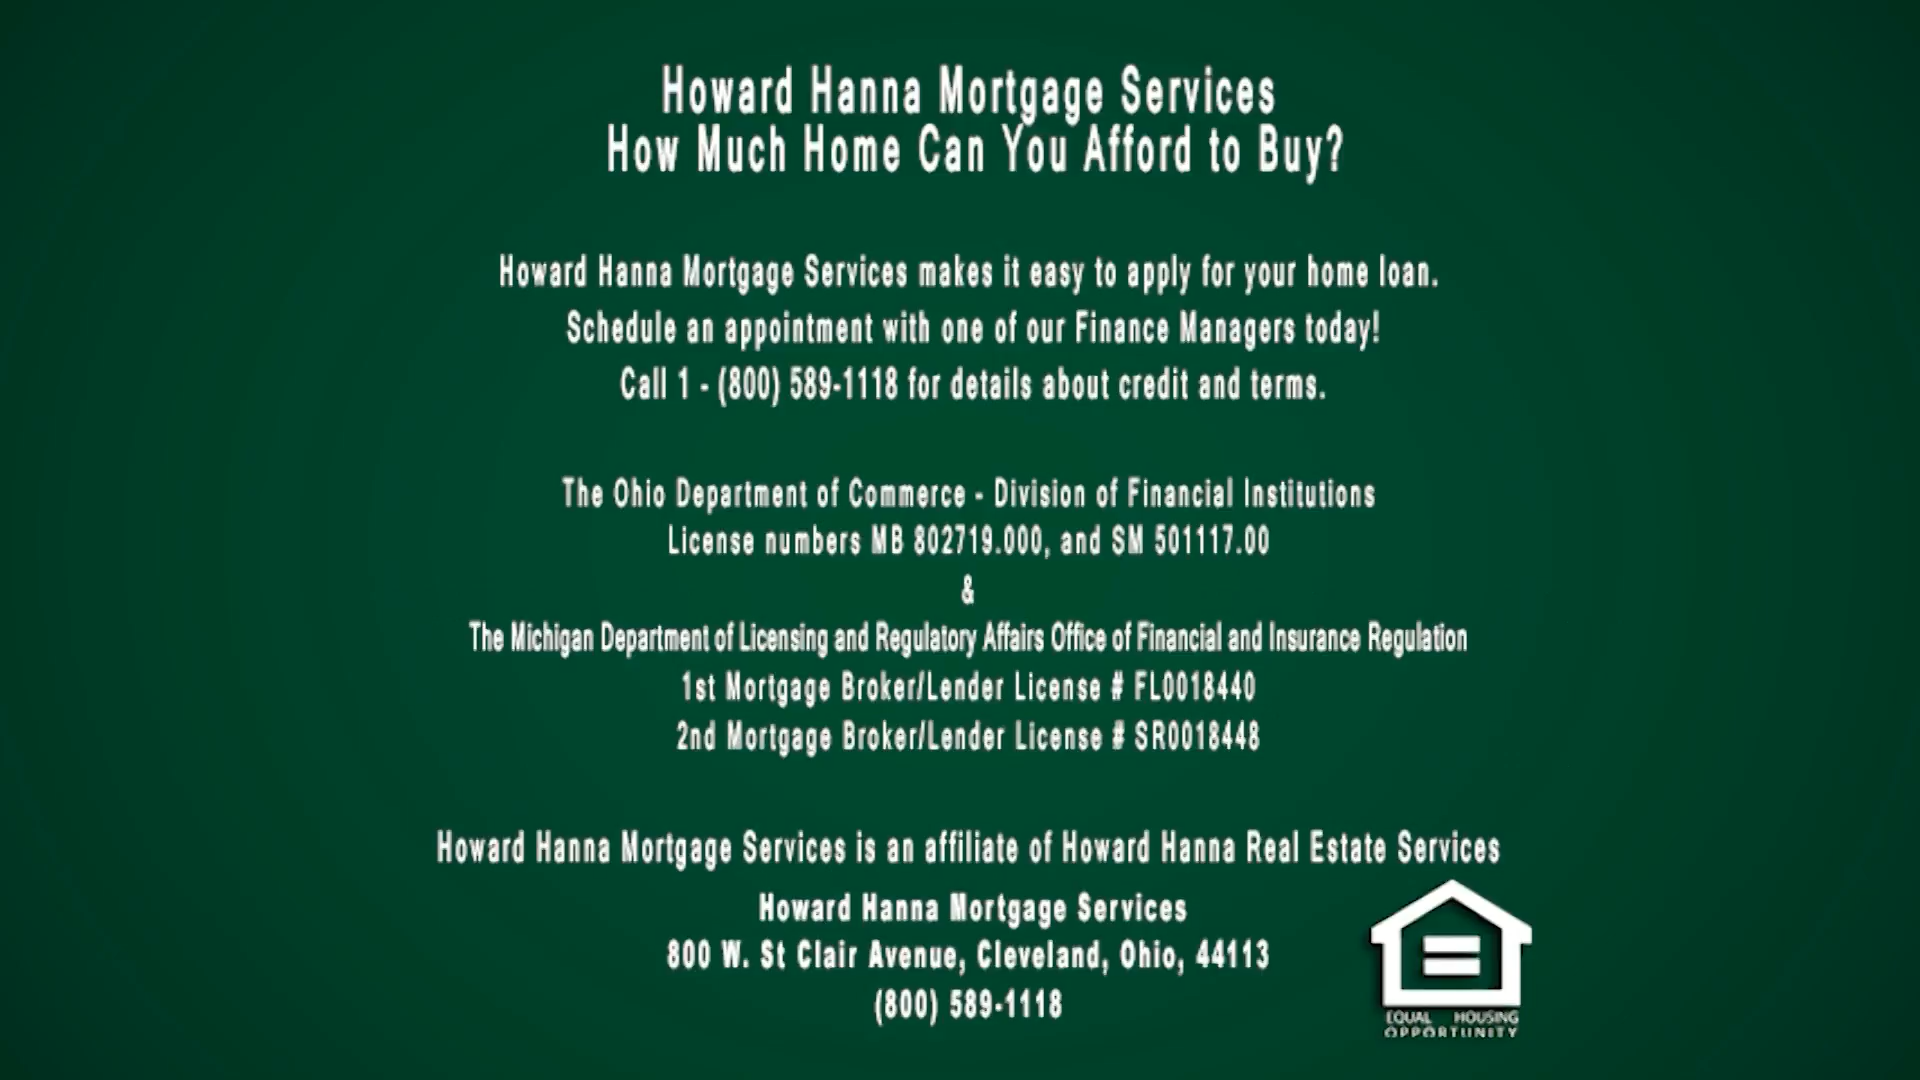 Howard Hanna Mortgage Services
How Much Home Can You Afford to Buy?
Howard Hanna Mortgage Services makes it easy to apply for your home loan.
Schedule an appointment with one of our Finance Managers today!
Call 1 - (800) 589-1118 for details about credit and terms.
The Ohio Department of Commerce - Division of Financial Institutions
License numbers MB 802719.000, and SM 501117.00
&
The Michigan Department of Licensing and Regulatory Affairs Office of Financial and Insurance Regulation
1st Mortgage Broker/Lender License # FL0018440
2nd Mortgage Broker/Lender License # SR0018448
Howard Hanna Mortgage Services is an affiliate of Howard Hanna Real Estate Services
Howard Hanna Mortgage Services
800 W. St Clair Avenue, Cleveland, Ohio, 44113
(800) 589-1118
EQUAL HOUSING
OPPORTUNITY